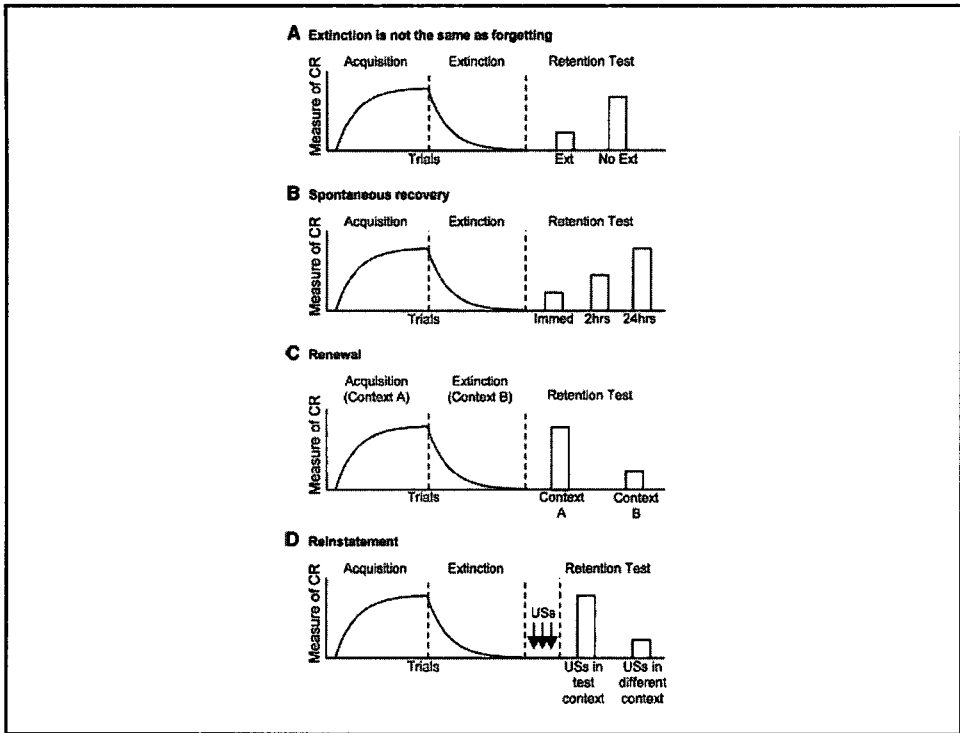 A Extinction is not the same as forgetting
Measure of CR
Acquisition
Extinction
Retention Test
Trials
Ext
No Ext
B Spontaneous recovery
Measure of CR
Acquisition
Extinction
Retention Test
Trials
Immed
2hrs
24hrs
C Renewal
Measure of CR
Acquisition
(Context A)
Extinction
(Context B)
Retention Test
Trials
Context
A
Context
B
D Reinstatement
Measure of CR
Acquisition
Extinction
Retention Test
USs
Trials
USs in
test
context
USs in
different
context